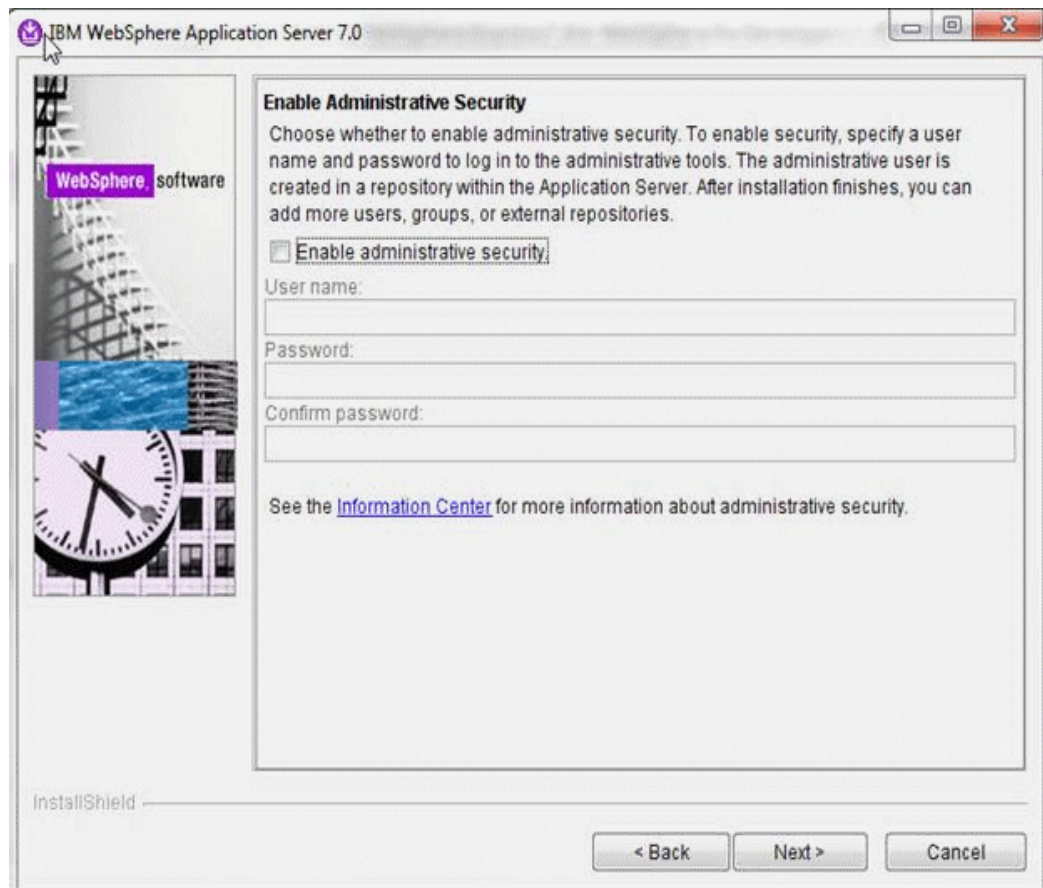 IBM WebSphere Application Server 7.0
WebSphere. software
Enable Administrative Security
Choose whether to enable administrative security. To enable security, specify a user
name and password to log in to the administrative tools. The administrative user is
created in a repository within the Application Server. After installation finishes, you can
add more users, groups, or external repositories.
Enable administrative security.
User name:
Password:
Confirm password:
See the Information Center for more information about administrative security.
InstallShield
< Back
Next >
Cancel